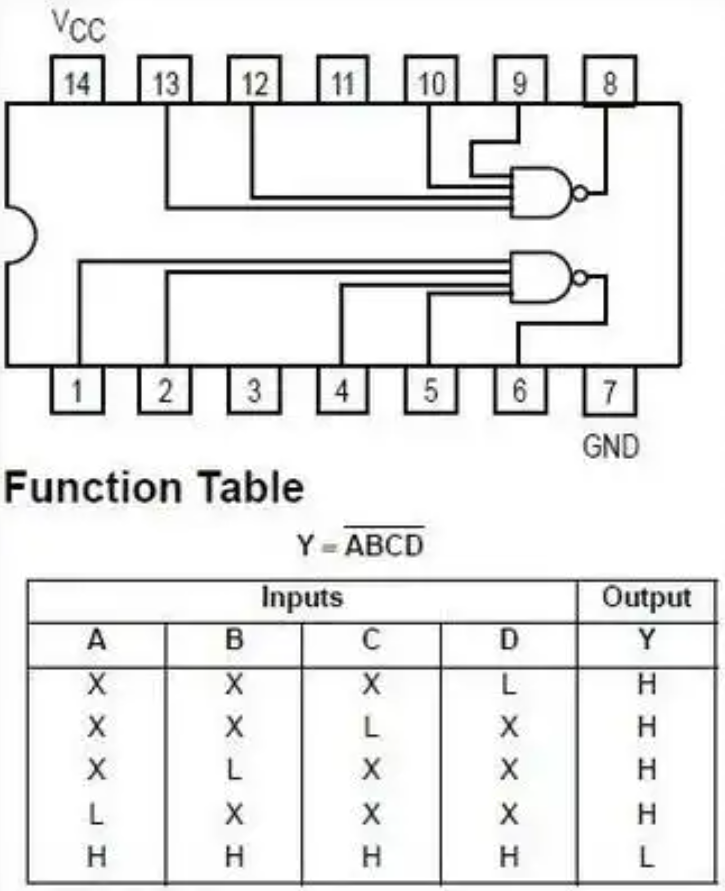 VCC
14 13 12 11 10 9 8
1 2 3 4 5 6 7
GND
Function Table
Y = A̅B̅C̅D̅
Inputs Output
A B C D Y
X X X L H
X X L X H
X L X X H
L X X X H
H H H H L